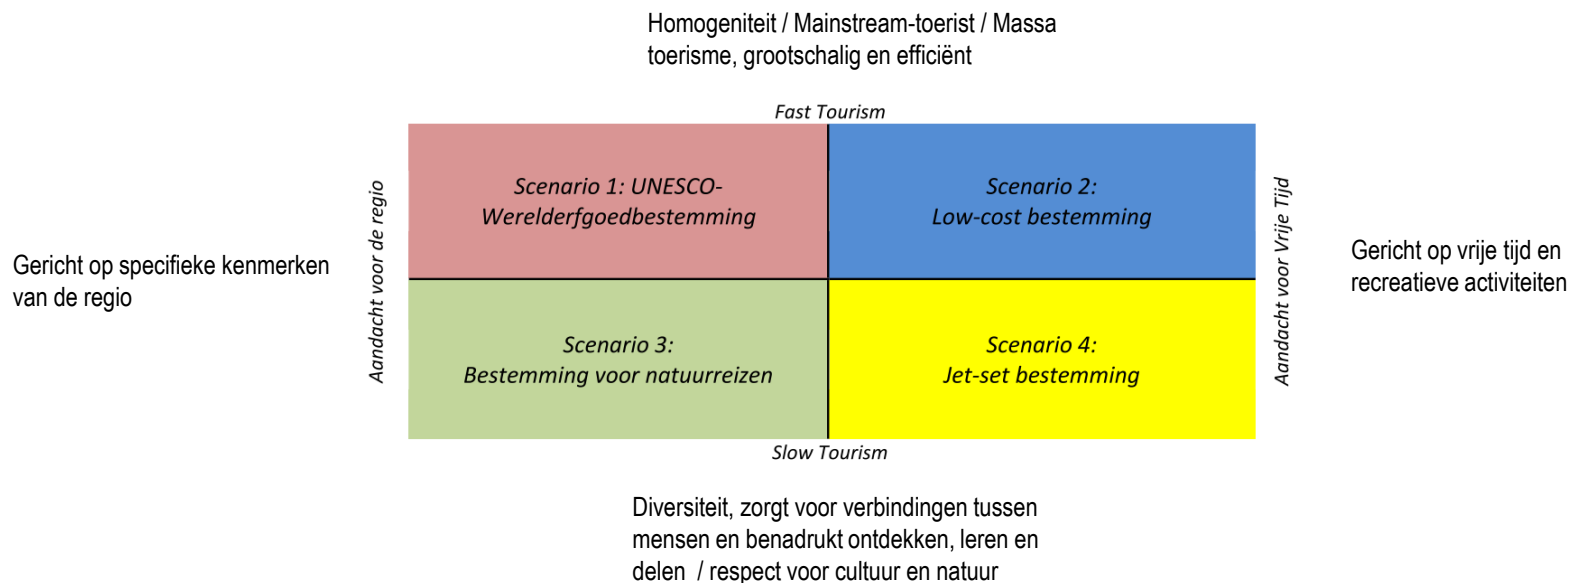 Homogeniteit / Mainstream-toerist / Massa
toerisme, grootschalig en efficiënt
Fast Tourism
Gericht op specifieke kenmerken
van de regio
Aandacht voor de regio
Scenario 1: UNESCO-
Werelderfgoedbestemming
Scenario 2:
Low-cost bestemming
Scenario 3:
Bestemming voor natuurreizen
Scenario 4:
Jet-set bestemming
Aandacht voor Vrije Tijd
Gericht op vrije tijd en
recreatieve activiteiten
Slow Tourism
Diversiteit, zorgt voor verbindingen tussen
mensen en benadrukt ontdekken, leren en
delen / respect voor cultuur en natuur